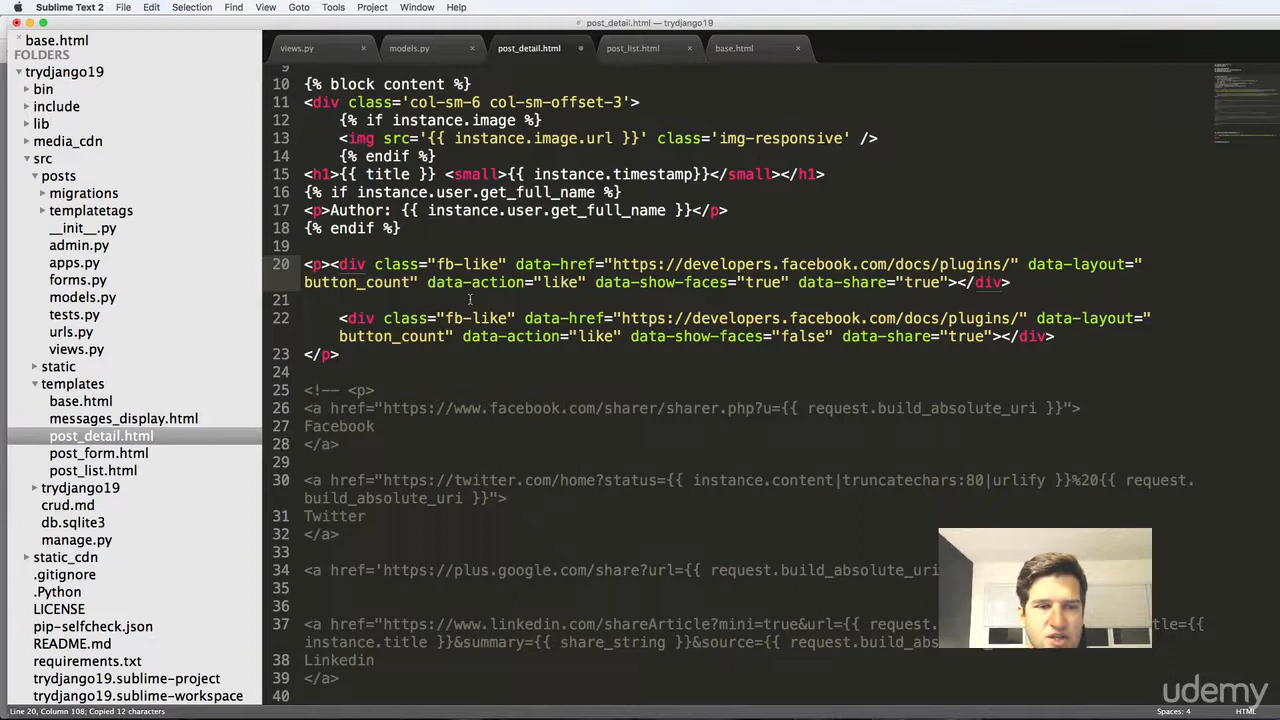 Sublime Text 2 File Edit Selection Find View Goto Tools Project Window Help
post_detail.html — trydjango19
base.html
FOLDERS
trydjango19
bin
include
lib
media_cdn
src
posts
migrations
templatetags
__init__.py
admin.py
apps.py
forms.py
models.py
tests.py
urls.py
views.py
static
templates
base.html
messages_display.html
post_detail.html
post_form.html
post_list.html
trydjango19
crud.md
db.sqlite3
manage.py
static_cdn
.gitignore
.Python
LICENSE
pip-selfcheck.json
README.md
requirements.txt
trydjango19.sublime-project
trydjango19.sublime-workspace
views.py models.py post_detail.html post_list.html base.html
9
10 {% block content %}
11 <div class='col-sm-6 col-sm-offset-3'>
12 {% if instance.image %}
13 <img src='{{ instance.image.url }}' class='img-responsive' />
14 {% endif %}
15 <h1>{{ title }} <small>{{ instance.timestamp}}</small></h1>
16 {% if instance.user.get_full_name %}
17 <p>Author: {{ instance.user.get_full_name }}</p>
18 {% endif %}
19
20 <p><div class="fb-like" data-href="https://developers.facebook.com/docs/plugins/" data-layout="
button_count" data-action="like" data-show-faces="true" data-share="true"></div>
21
22 <div class="fb-like" data-href="https://developers.facebook.com/docs/plugins/" data-layout="
button_count" data-action="like" data-show-faces="false" data-share="true"></div>
23 </p>
24
25 <!-- <p>
26 <a href="https://www.facebook.com/sharer/sharer.php?u={{ request.build_absolute_uri }}">
27 Facebook
28 </a>
29
30 <a href="https://twitter.com/home?status={{ instance.content|truncatechars:80|urlify }}%20{{ request.
build_absolute_uri }}">
31 Twitter
32 </a>
33
34 <a href='https://plus.google.com/share?url={{ request.build_absolute_uri
35
36
37 <a href="https://www.linkedin.com/shareArticle?mini=true&url={{ request. tle={{
instance.title }}&summary={{ share_string }}&source={{ request.build_abso
38 Linkedin
39 </a>
40
udemy
Line 20, Column 108; Copied 12 characters Spaces: 4 HTML